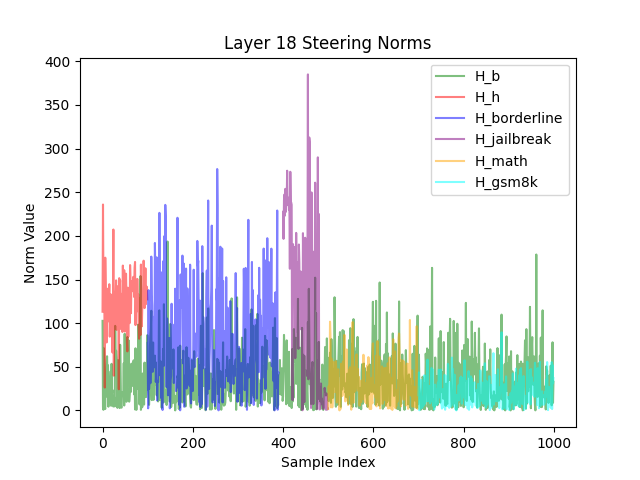 Layer 18 Steering Norms
400
350
300
250
200
150
100
50
0
Norm Value
H_b
H_h
H_borderline
H_jailbreak
H_math
H_gsm8k
0 200 400 600 800 1000
Sample Index